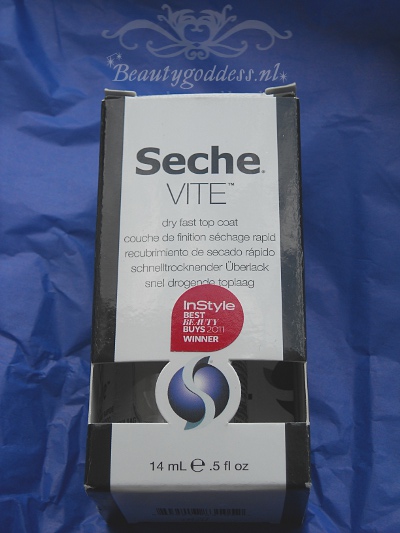 Beautygoddess.nl
Seche®
VITE™
dry fast top coat
couche de finition séchage rapid
recubrimiento de secado rápido
schnelltrocknender Überlack
snel drogende toplaag
InStyle
BEST
BEAUTY
BUYS 2011
WINNER
14 mL ℮ .5 fl oz